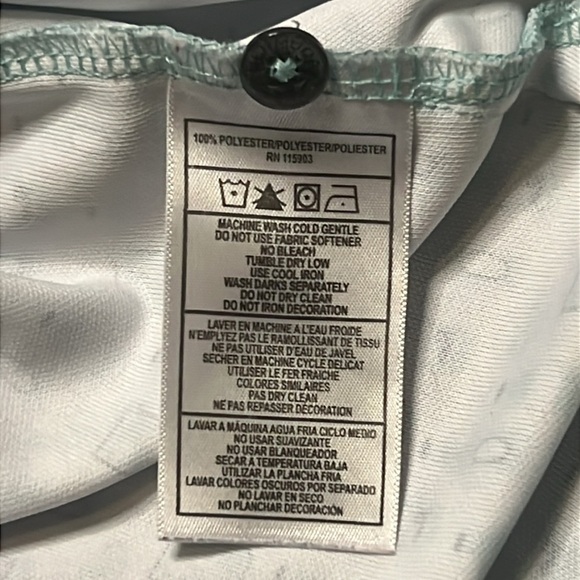 100% POLYESTER/POLYESTER/POLIESTER
RN 115903
MACHINE WASH COLD GENTLE
DO NOT USE FABRIC SOFTENER
NO BLEACH
TUMBLE DRY LOW
USE COOL IRON
WASH DARKS SEPARATELY
DO NOT DRY CLEAN
DO NOT IRON DECORATION
LAVER EN MACHINE A L'EAU FROIDE
N'EMPLYEZ PAS LE RAMOLLISSANT DE TISSU
NE PAS UTILISER D'EAU DE JAVEL
SECHER EN MACHINE CYCLE DELICAT
UTILISER LE FER FRAICHE
COLORES SIMILAIRES
PAS DRY CLEAN
NE PAS REPASSER DÉCORATION
LAVAR A MÁQUINA AGUA FRIA CICLO MEDIO
NO USAR SUAVIZANTE
NO USAR BLANQUEADOR
SECAR A TEMPERATURA BAJA
UTILIZAR LA PLANCHA FRIA
LAVAR COLORES OSCUROS POR SEPARADO
NO LAVAR EN SECO
NO PLANCHAR DECORACIÓN